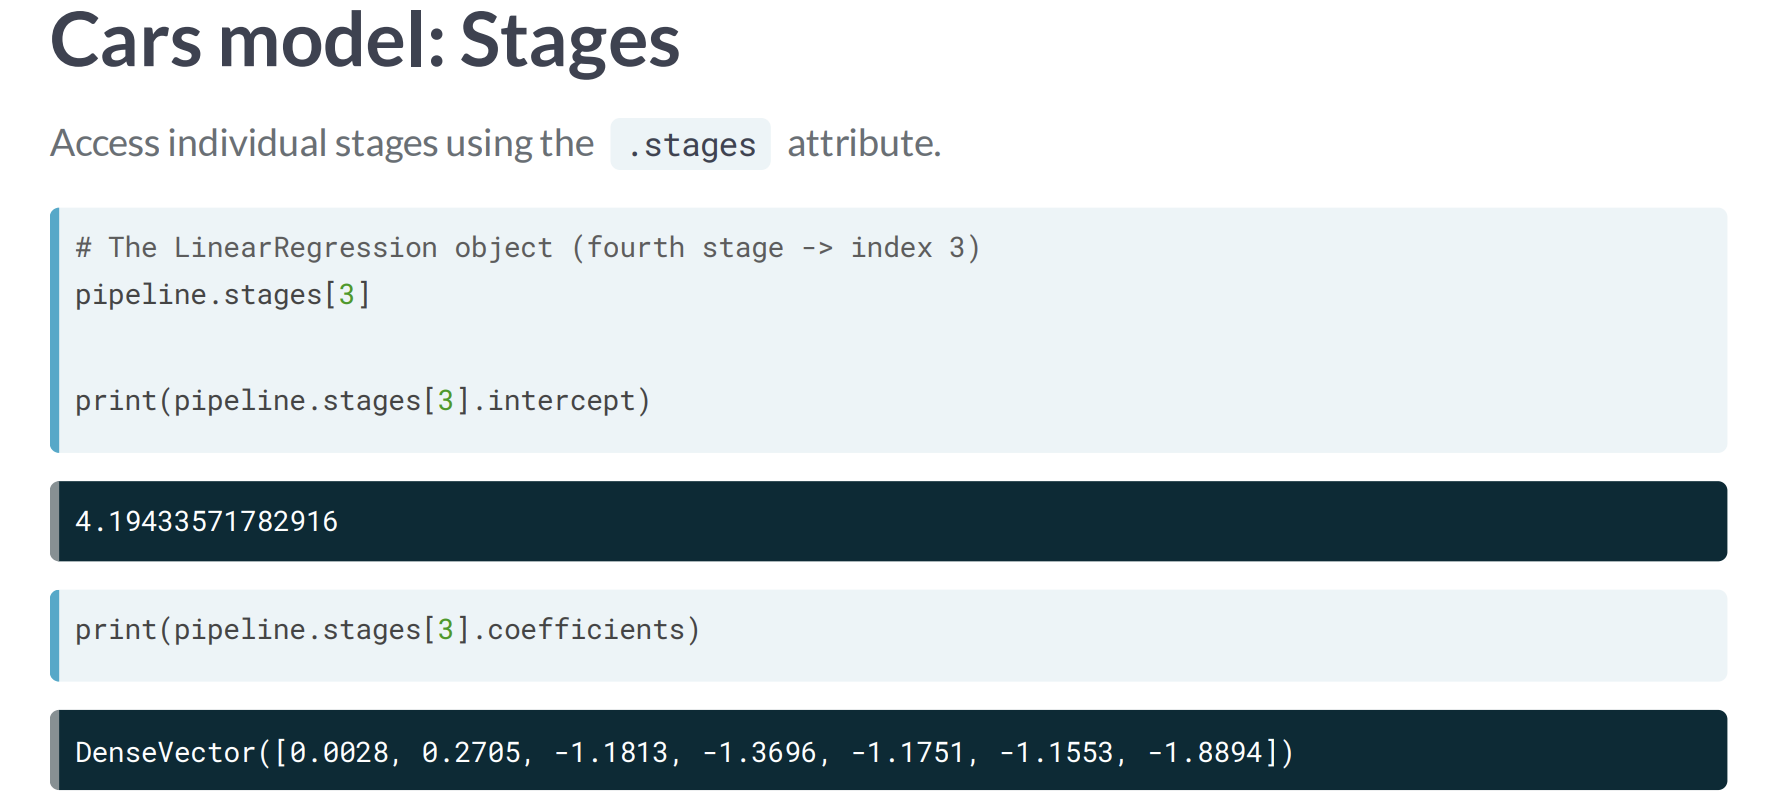 Cars model: Stages
Access individual stages using the .stages attribute.
# The LinearRegression object (fourth stage -> index 3)
pipeline.stages[3]
print(pipeline.stages[3].intercept)
4.19433571782916
print(pipeline.stages[3].coefficients)
DenseVector([0.0028, 0.2705, -1.1813, -1.3696, -1.1751, -1.1553, -1.8894])